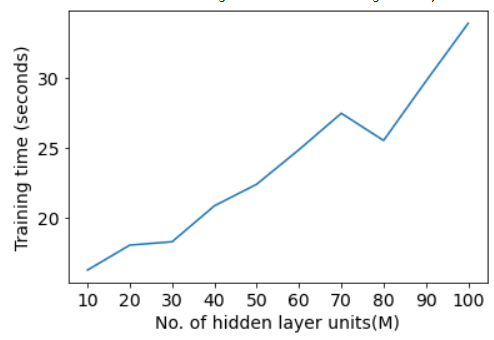 30
25
20
Training time (seconds)
10 20 30 40 50 60 70 80 90 100
No. of hidden layer units(M)